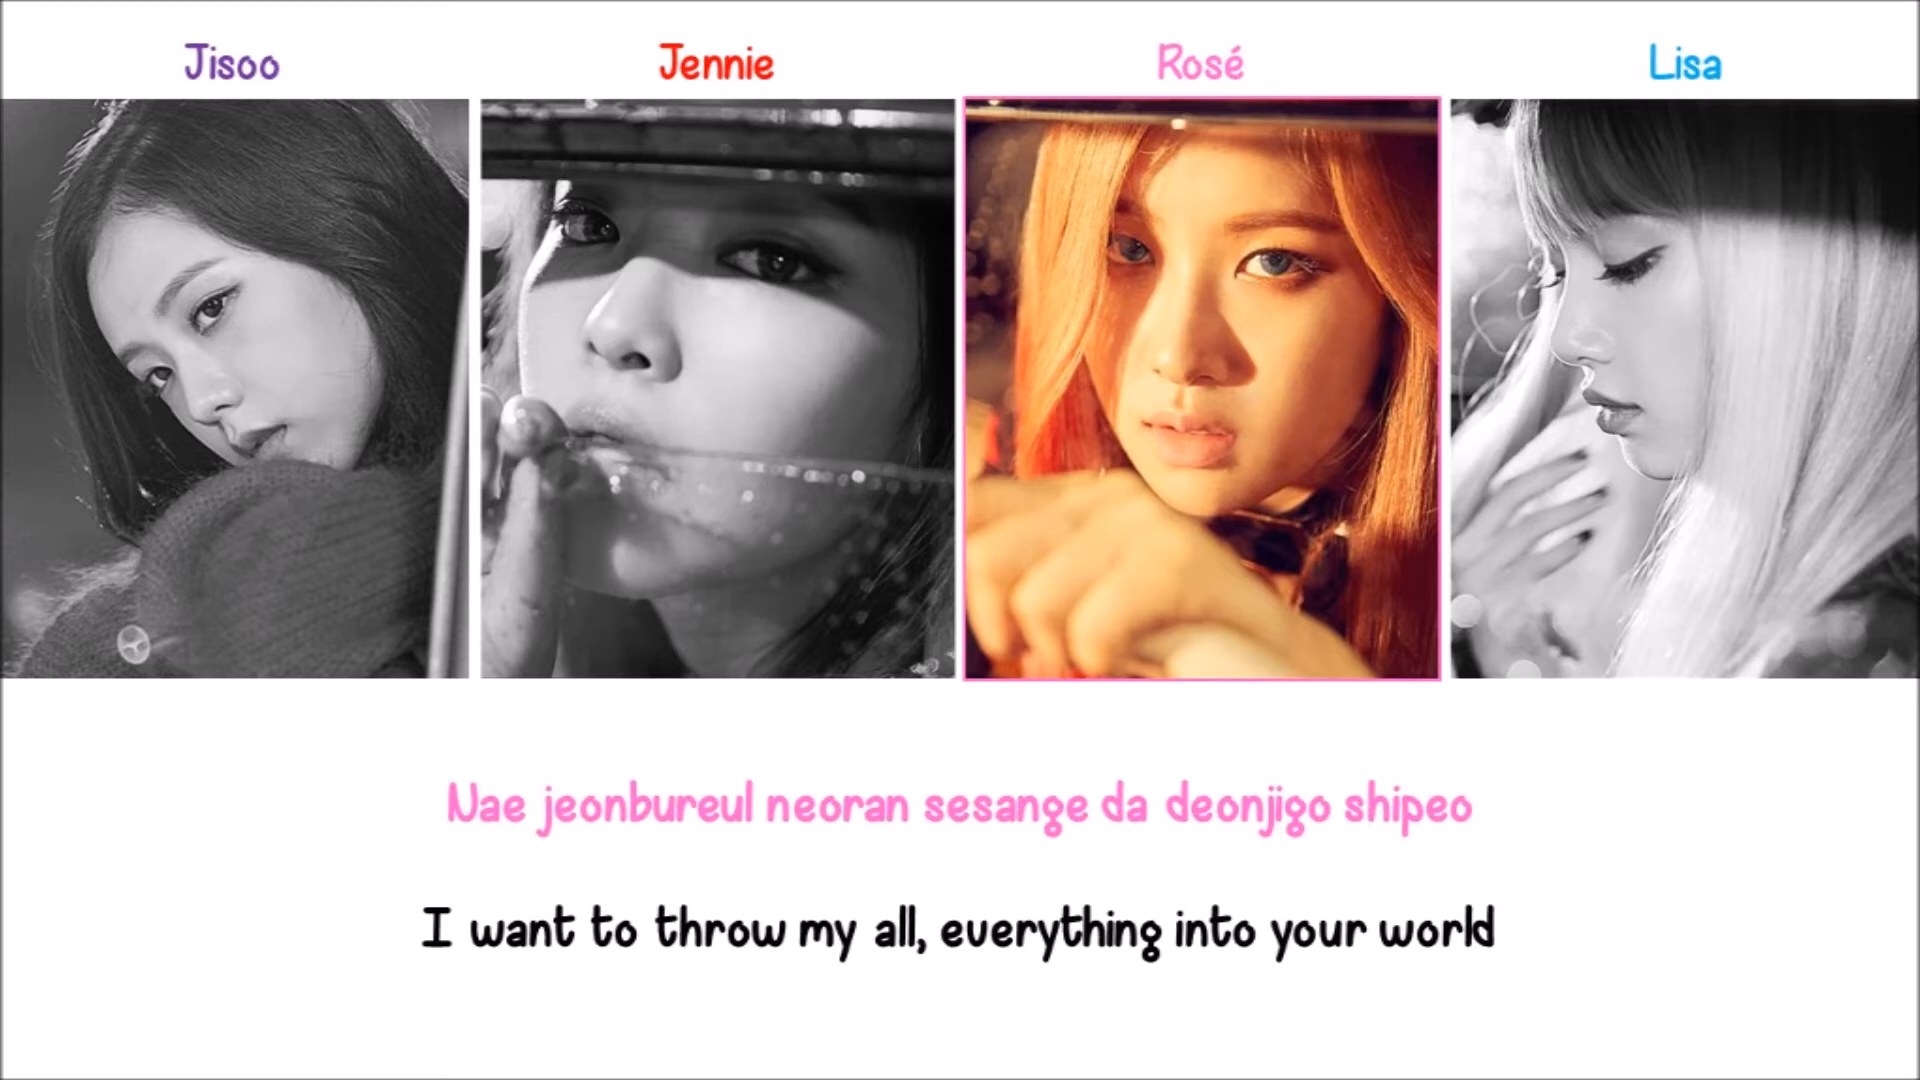 Jisoo
Jennie
Rosé
Lisa
Nae jeonbureul neoran sesange da deonjigo shipeo
I want to throw my all, everything into your world